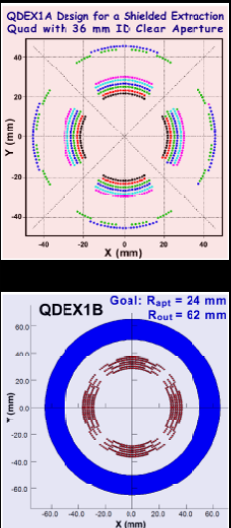 QDEX1A Design for a Shielded Extraction
Quad with 36 mm ID Clear Aperture
40
20
0
-20
-40
Y (mm)
-40 -20 0 20 40
X (mm)
Goal: Rapt = 24 mm
QDEX1B
Rout = 62 mm
60.0
40.0
20.0
0.0
-20.0
-40.0
-60.0
(mm)
-60.0 -40.0 -20.0 0.0 20.0 40.0 60.0
X (mm)